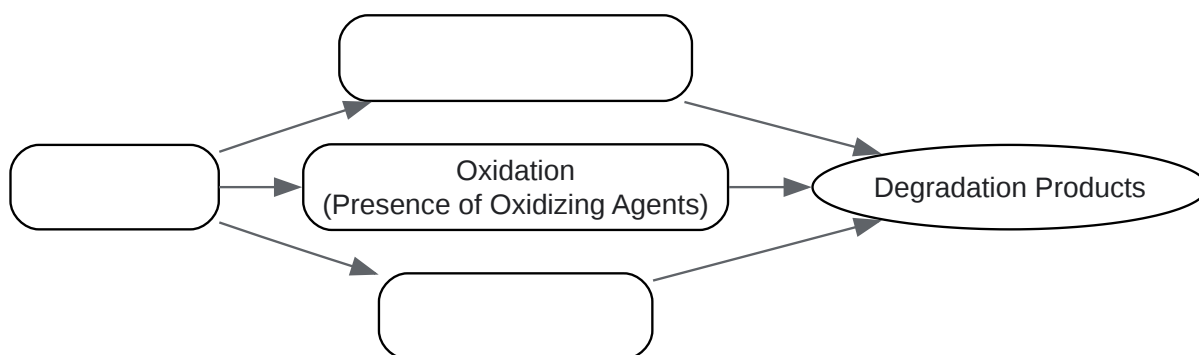 Oxidation
(Presence of Oxidizing Agents)
Degradation Products